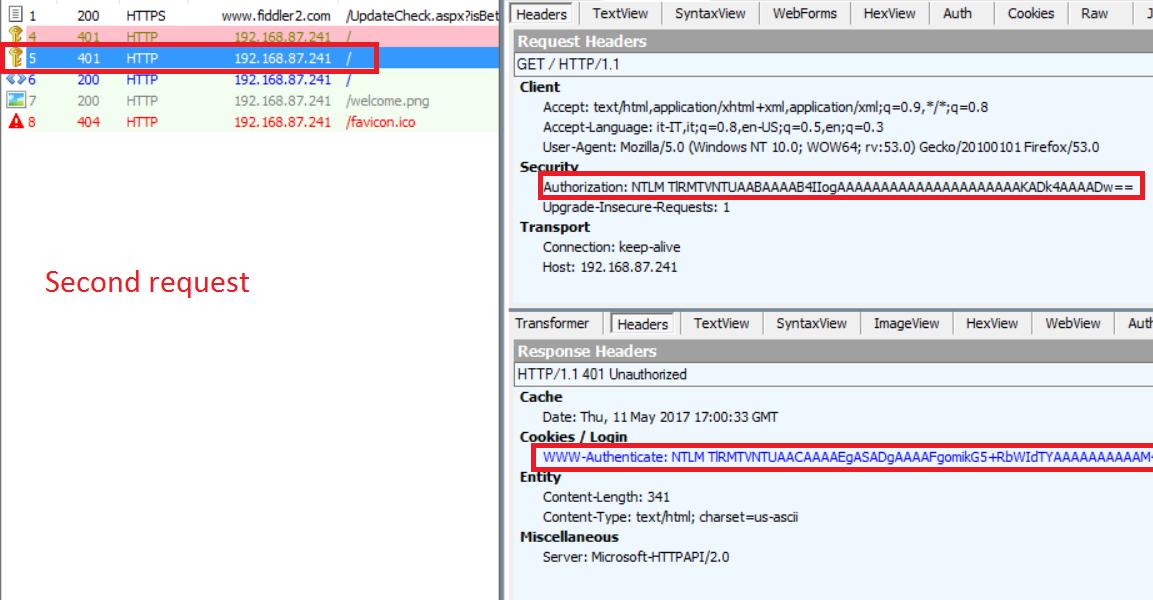 1 200 HTTPS www.fiddler2.com /UpdateCheck.aspx?isBet
4 401 HTTP 192.168.87.241 /
5 401 HTTP 192.168.87.241 /
6 200 HTTP 192.168.87.241 /
7 200 HTTP 192.168.87.241 /welcome.png
8 404 HTTP 192.168.87.241 /favicon.ico
Second request
Headers TextView SyntaxView WebForms HexView Auth Cookies Raw J
Request Headers
GET / HTTP/1.1
Client
Accept: text/html,application/xhtml+xml,application/xml;q=0.9,*/*;q=0.8
Accept-Language: it-IT,it;q=0.8,en-US;q=0.5,en;q=0.3
User-Agent: Mozilla/5.0 (Windows NT 10.0; WOW64; rv:53.0) Gecko/20100101 Firefox/53.0
Security
Authorization: NTLM TlRMTVNTUAABAAAAB4IIogAAAAAAAAAAAAAAAAAAAAAKADk4AAAADw==
Upgrade-Insecure-Requests: 1
Transport
Connection: keep-alive
Host: 192.168.87.241
Transformer Headers TextView SyntaxView ImageView HexView WebView Auth
Response Headers
HTTP/1.1 401 Unauthorized
Cache
Date: Thu, 11 May 2017 17:00:33 GMT
Cookies / Login
WWW-Authenticate: NTLM TlRMTVNTUAACAAAAEgASADgAAAAFgomikG5+RbWIdTYAAAAAAAAAAM4
Entity
Content-Length: 341
Content-Type: text/html; charset=us-ascii
Miscellaneous
Server: Microsoft-HTTPAPI/2.0